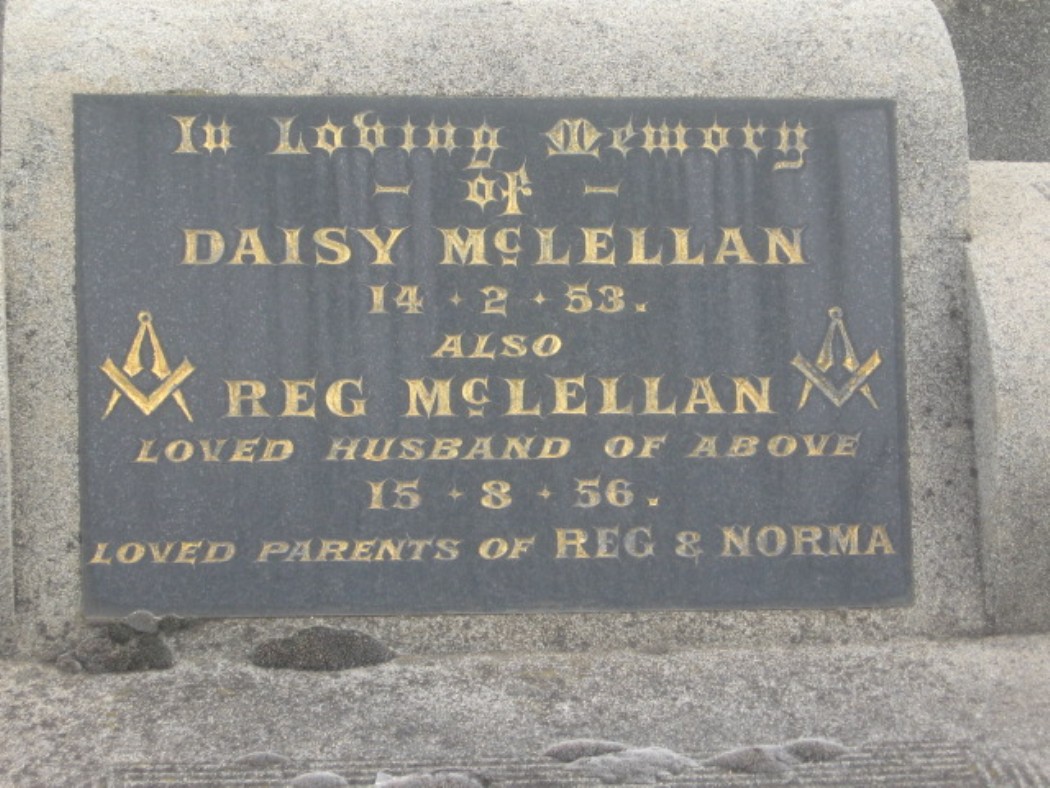 In Loving Memory
- of -
DAISY McLELLAN
14 · 2 · 53.
ALSO
REG McLELLAN
LOVED HUSBAND OF ABOVE
15 · 8 · 56.
LOVED PARENTS OF REG & NORMA